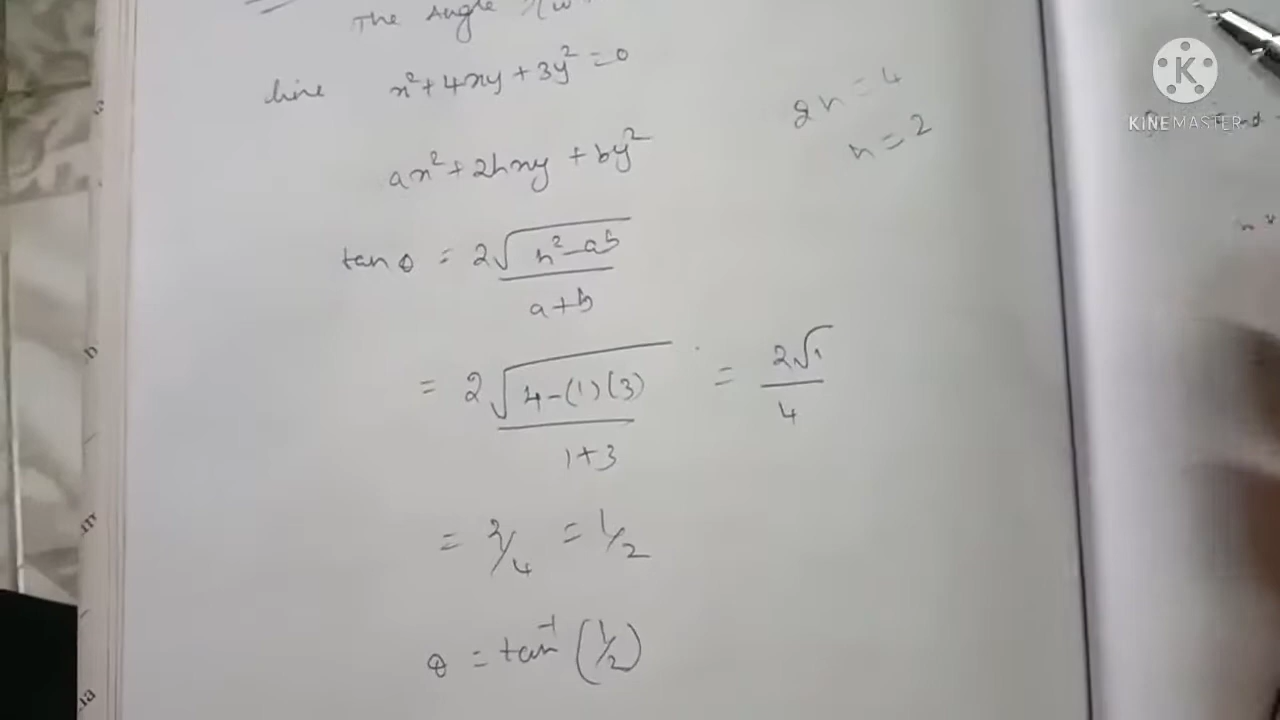 The Angle
line x²+4xy+3y²=0
2h=4
h=2
ax²+2hxy+by²
tan θ = 2√(h²-ab) / a+b
= 2√(4-(1)(3)) / 1+3 = 2√1 / 4
= 2/4 = 1/2
θ = tan⁻¹(1/2)
KINEMASTER